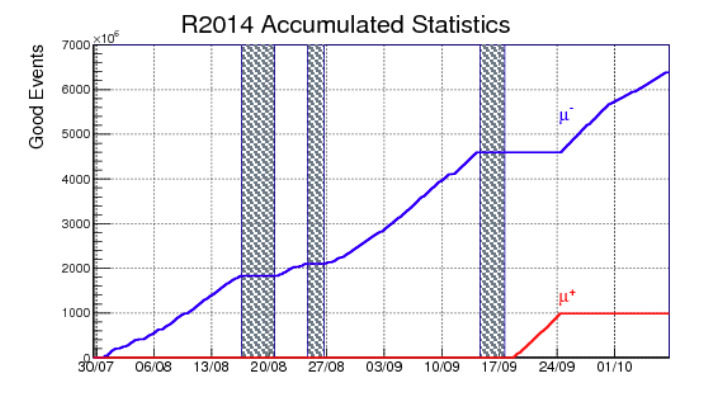 R2014 Accumulated Statistics
×10⁶
Good Events
7000
6000
5000
4000
3000
2000
1000
0
μ⁻
μ⁺
30/07 06/08 13/08 20/08 27/08 03/09 10/09 17/09 24/09 01/10